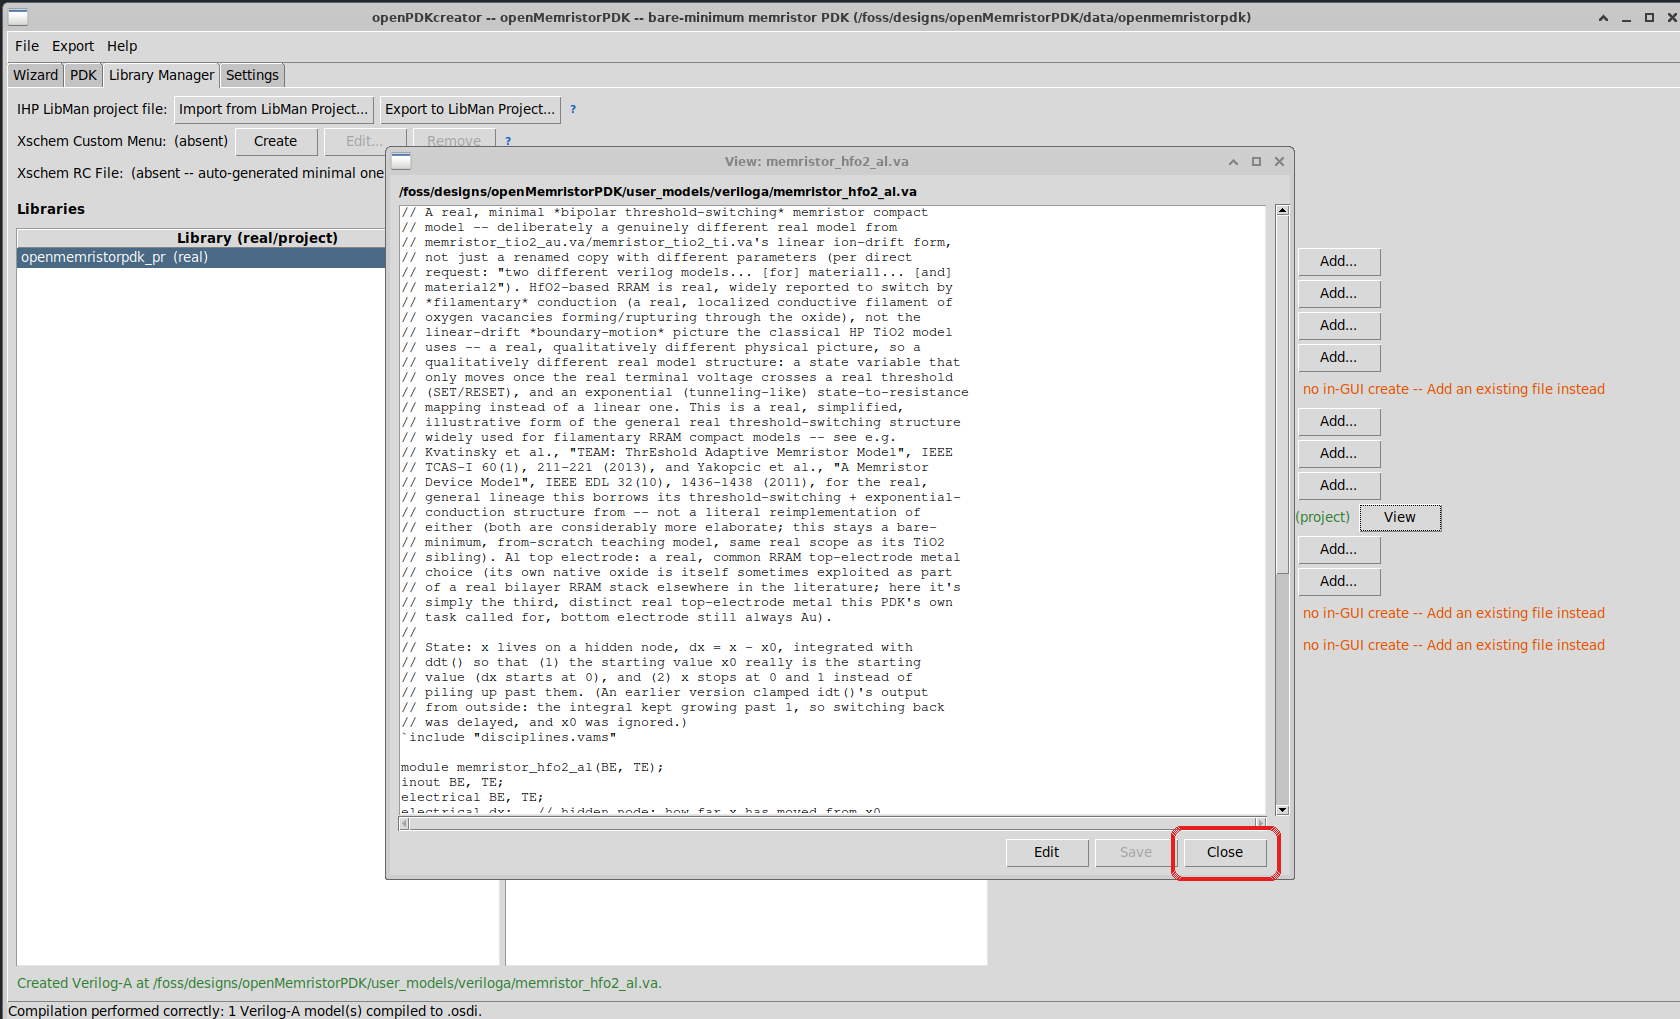 openPDKcreator -- openMemristorPDK -- bare-minimum memristor PDK (/foss/designs/openMemristorPDK/data/openmemristorpdk)
File Export Help
Wizard PDK Library Manager Settings
IHP LibMan project file: Import from LibMan Project... Export to LibMan Project... ?
Xschem Custom Menu: (absent) Create Edit... Remove ?
Xschem RC File: (absent -- auto-generated minimal one
Libraries
Library (real/project)
openmemristorpdk_pr (real)
View: memristor_hfo2_al.va
/foss/designs/openMemristorPDK/user_models/veriloga/memristor_hfo2_al.va
// A real, minimal *bipolar threshold-switching* memristor compact
// model -- deliberately a genuinely different real model from
// memristor_tio2_au.va/memristor_tio2_ti.va's linear ion-drift form,
// not just a renamed copy with different parameters (per direct
// request: "two different verilog models... [for] material1... [and]
// material2"). HfO2-based RRAM is real, widely reported to switch by
// *filamentary* conduction (a real, localized conductive filament of
// oxygen vacancies forming/rupturing through the oxide), not the
// linear-drift *boundary-motion* picture the classical HP TiO2 model
// uses -- a real, qualitatively different physical picture, so a
// qualitatively different real model structure: a state variable that
// only moves once the real terminal voltage crosses a real threshold
// (SET/RESET), and an exponential (tunneling-like) state-to-resistance
// mapping instead of a linear one. This is a real, simplified,
// illustrative form of the general real threshold-switching structure
// widely used for filamentary RRAM compact models -- see e.g.
// Kvatinsky et al., "TEAM: ThrEshold Adaptive Memristor Model", IEEE
// TCAS-I 60(1), 211-221 (2013), and Yakopcic et al., "A Memristor
// Device Model", IEEE EDL 32(10), 1436-1438 (2011), for the real,
// general lineage this borrows its threshold-switching + exponential-
// conduction structure from -- not a literal reimplementation of
// either (both are considerably more elaborate; this stays a bare-
// minimum, from-scratch teaching model, same real scope as its TiO2
// sibling). Al top electrode: a real, common RRAM top-electrode metal
// choice (its own native oxide is itself sometimes exploited as part
// of a real bilayer RRAM stack elsewhere in the literature; here it's
// simply the third, distinct real top-electrode metal this PDK's own
// task called for, bottom electrode still always Au).
//
// State: x lives on a hidden node, dx = x - x0, integrated with
// ddt() so that (1) the starting value x0 really is the starting
// value (dx starts at 0), and (2) x stops at 0 and 1 instead of
// piling up past them. (An earlier version clamped idt()'s output
// from outside: the integral kept growing past 1, so switching back
// was delayed, and x0 was ignored.)
`include "disciplines.vams"
module memristor_hfo2_al(BE, TE);
inout BE, TE;
electrical BE, TE;
electrical dx; // hidden node: how far x has moved from x0
Edit Save Close
Add...
Add...
Add...
Add...
no in-GUI create -- Add an existing file instead
Add...
Add...
Add...
(project) View
Add...
Add...
no in-GUI create -- Add an existing file instead
no in-GUI create -- Add an existing file instead
Created Verilog-A at /foss/designs/openMemristorPDK/user_models/veriloga/memristor_hfo2_al.va.
Compilation performed correctly: 1 Verilog-A model(s) compiled to .osdi.